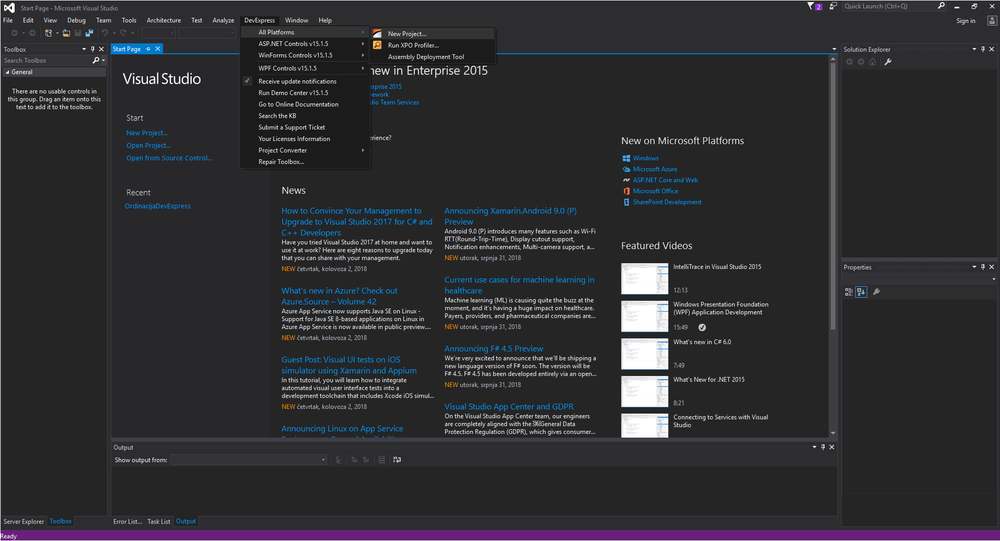 Start Page - Microsoft Visual Studio
2
Quick Launch (Ctrl+Q)
File Edit View Debug Team Tools Architecture Test Analyze DevExpress Window Help
Sign in
All Platforms
ASP.NET Controls v15.1.5
WinForms Controls v15.1.5
WPF Controls v15.1.5
Receive update notifications
Run Demo Center v15.1.5
Go to Online Documentation
Search the KB
Submit a Support Ticket
Your Licenses Information
Project Converter
Repair Toolbox...
New Project...
Run XPO Profiler...
Assembly Deployment Tool
Toolbox
Search Toolbox
General
There are no usable controls in
this group. Drag an item onto this
text to add it to the toolbox.
Server Explorer Toolbox
Start Page
Visual Studio
Start
New Project...
Open Project...
Open from Source Control...
Recent
OrdinacijaDevExpress
new in Enterprise 2015
erprise 2015
ework
dio Team Services
erience?
News
How to Convince Your Management to
Upgrade to Visual Studio 2017 for C# and
C++ Developers
Have you tried Visual Studio 2017 at home and want to
use it at work? Here are eight reasons to upgrade today
that you can share with your management.
NEW četvrtak, kolovoza 2, 2018
What's new in Azure? Check out
Azure.Source – Volume 42
Azure App Service now supports Java SE on Linux -
Support for Java SE 8-based applications on Linux in
Azure App Service is now available in public preview....
NEW četvrtak, kolovoza 2, 2018
Guest Post: Visual UI tests on iOS
simulator using Xamarin and Appium
In this tutorial, you will learn how to integrate
automated visual user interface tests into a
development toolchain that includes Xcode iOS simul...
NEW četvrtak, kolovoza 2, 2018
Announcing Linux on App Service
Announcing Xamarin.Android 9.0 (P)
Preview
Android 9.0 (P) introduces many features such as Wi-Fi
RTT(Round-Trip-Time), Display cutout support,
Notification enhancements, Multi-camera support, a...
NEW utorak, srpnja 31, 2018
Current use cases for machine learning in
healthcare
Machine learning (ML) is causing quite the buzz at the
moment, and it's having a huge impact on healthcare.
Payers, providers, and pharmaceutical companies are...
NEW utorak, srpnja 31, 2018
Announcing F# 4.5 Preview
We're very excited to announce that we'll be shipping a
new language version of F# soon. The version will be
F# 4.5. F# 4.5 has been developed entirely via an open...
NEW utorak, srpnja 31, 2018
Visual Studio App Center and GDPR
On the Visual Studio App Center team, our engineers
are completely aligned with the General Data
Protection Regulation (GDPR), which gives consumer...
New on Microsoft Platforms
Windows
Microsoft Azure
ASP.NET Core and Web
Microsoft Office
SharePoint Development
Featured Videos
IntelliTrace in Visual Studio 2015
12:13
Windows Presentation Foundation
(WPF) Application Development
15:49
What's new in C# 6.0
7:49
What's New for .NET 2015
8:21
Connecting to Services with Visual
Studio
Solution Explorer
Properties
Output
Show output from:
Error List... Task List Output
Ready